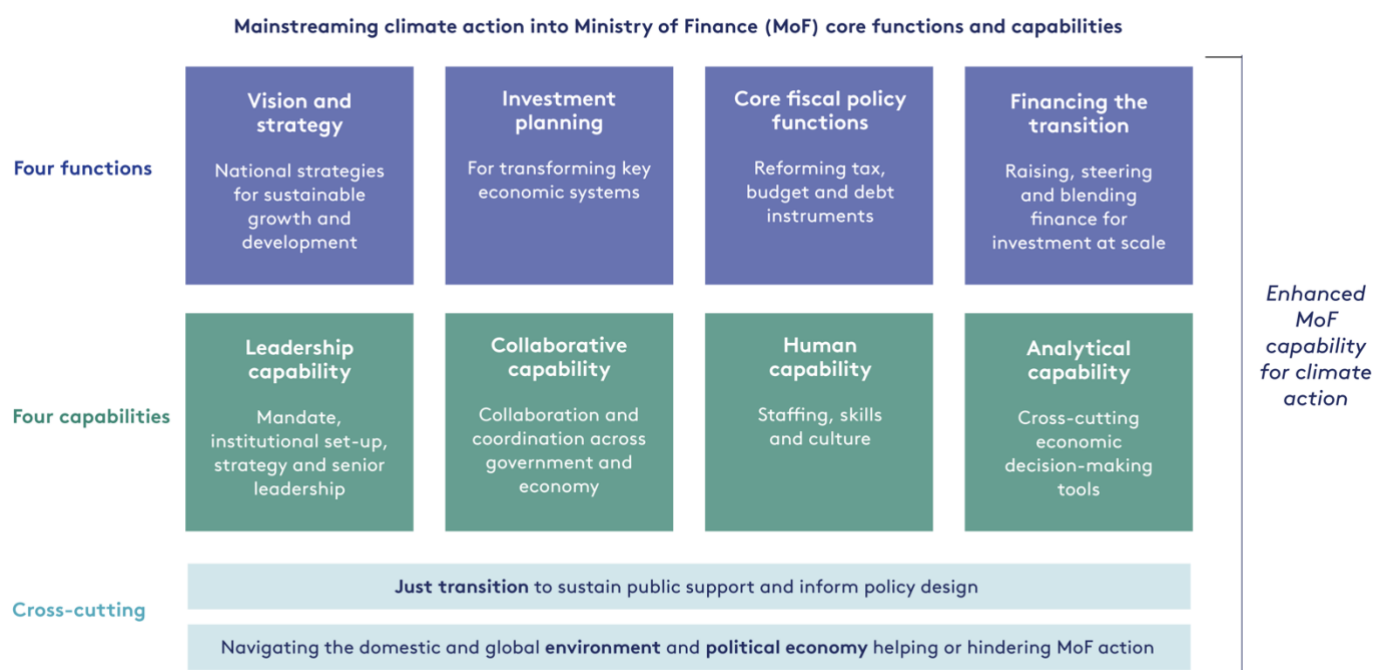 Mainstreaming climate action into Ministry of Finance (MoF) core functions and capabilities
Four functions
Vision and
strategy
National strategies
for sustainable
growth and
development
Investment
planning
For transforming key
economic systems
Core fiscal policy
functions
Reforming tax,
budget and debt
instruments
Financing the
transition
Raising, steering
and blending
finance for
investment at scale
Four capabilities
Leadership
capability
Mandate,
institutional set-up,
strategy and senior
leadership
Collaborative
capability
Collaboration and
coordination across
government and
economy
Human
capability
Staffing, skills
and culture
Analytical
capability
Cross-cutting
economic
decision-making
tools
Enhanced
MoF
capability
for climate
action
Cross-cutting
Just transition to sustain public support and inform policy design
Navigating the domestic and global environment and political economy helping or hindering MoF action